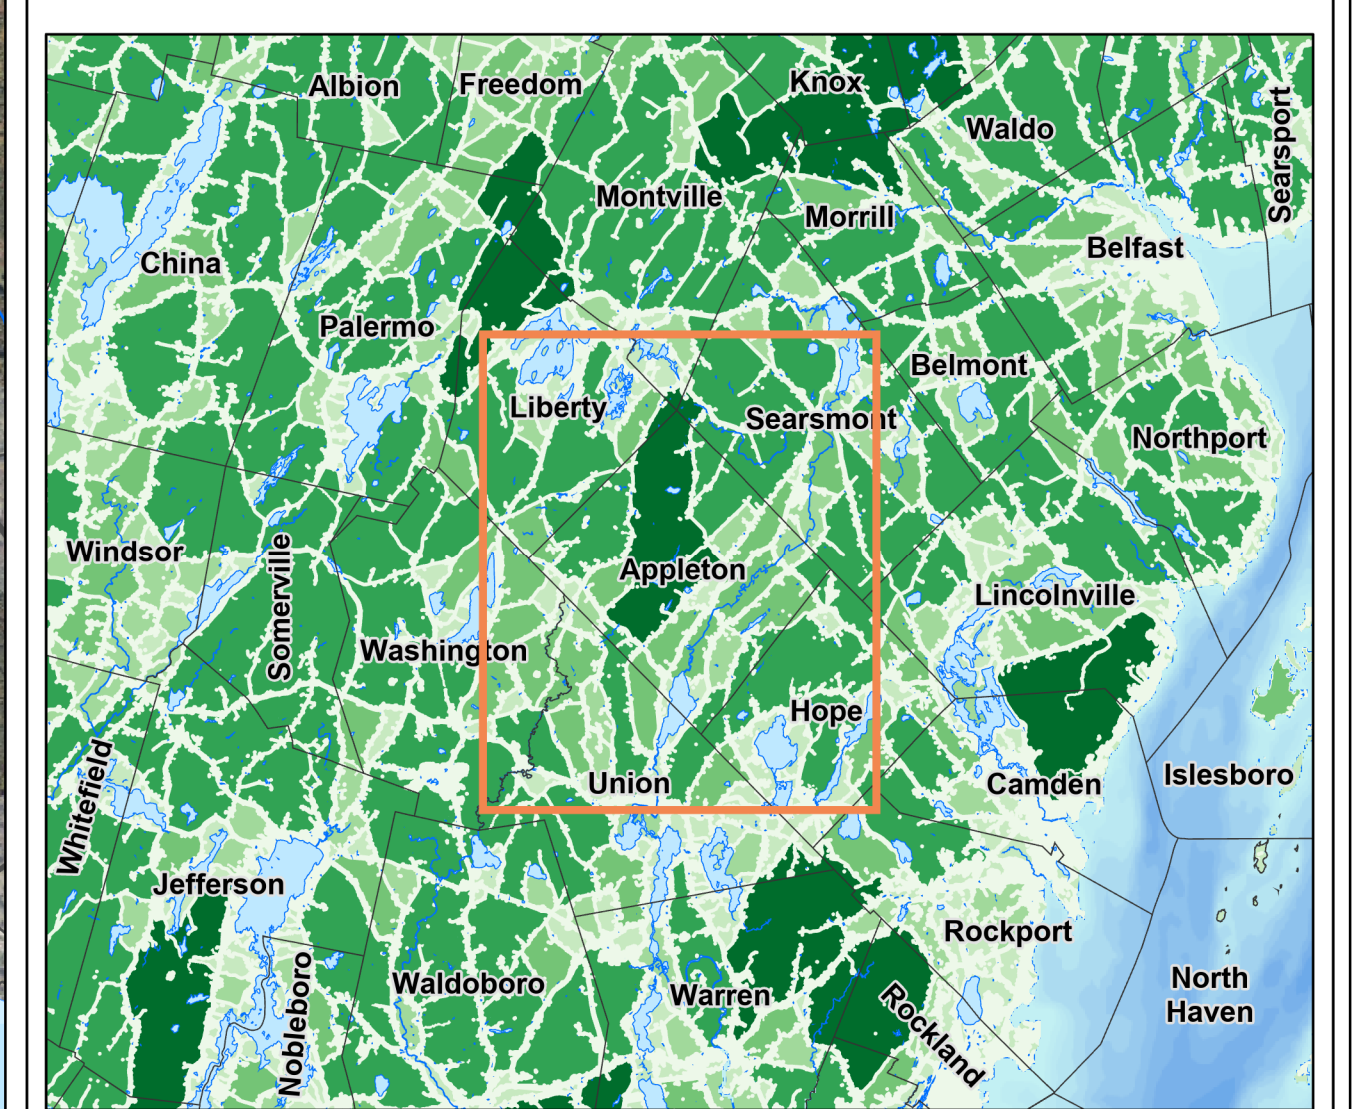 Albion
Freedom
Knox
Waldo
Searsport
Montville
Morrill
Belfast
China
Palermo
Belmont
Liberty
Searsmont
Northport
Windsor
Somerville
Appleton
Lincolnville
Washington
Hope
Union
Camden
Islesboro
Whitefield
Jefferson
Rockport
Nobleboro
Waldoboro
Warren
Rockland
North
Haven